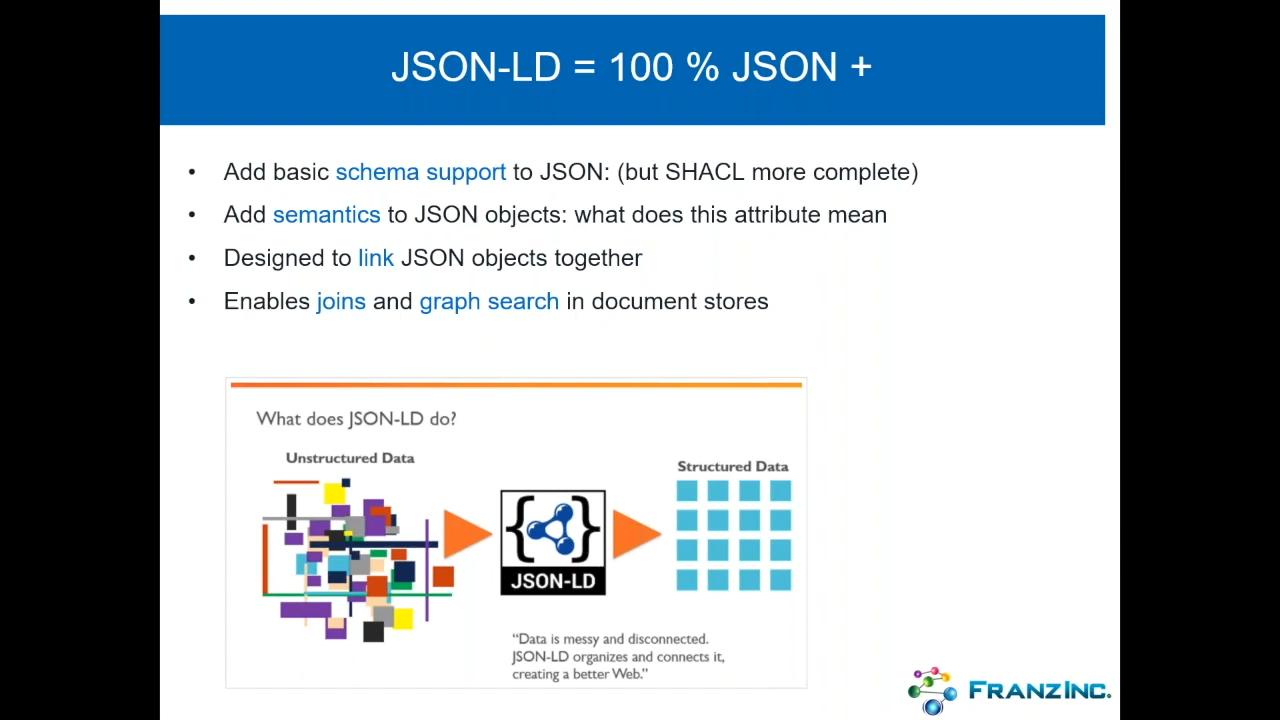 JSON-LD = 100 % JSON +
• Add basic schema support to JSON: (but SHACL more complete)
• Add semantics to JSON objects: what does this attribute mean
• Designed to link JSON objects together
• Enables joins and graph search in document stores
What does JSON-LD do?
Unstructured Data
Structured Data
{ }
JSON-LD
“Data is messy and disconnected.
JSON-LD organizes and connects it,
creating a better Web.”
FRANZINC.